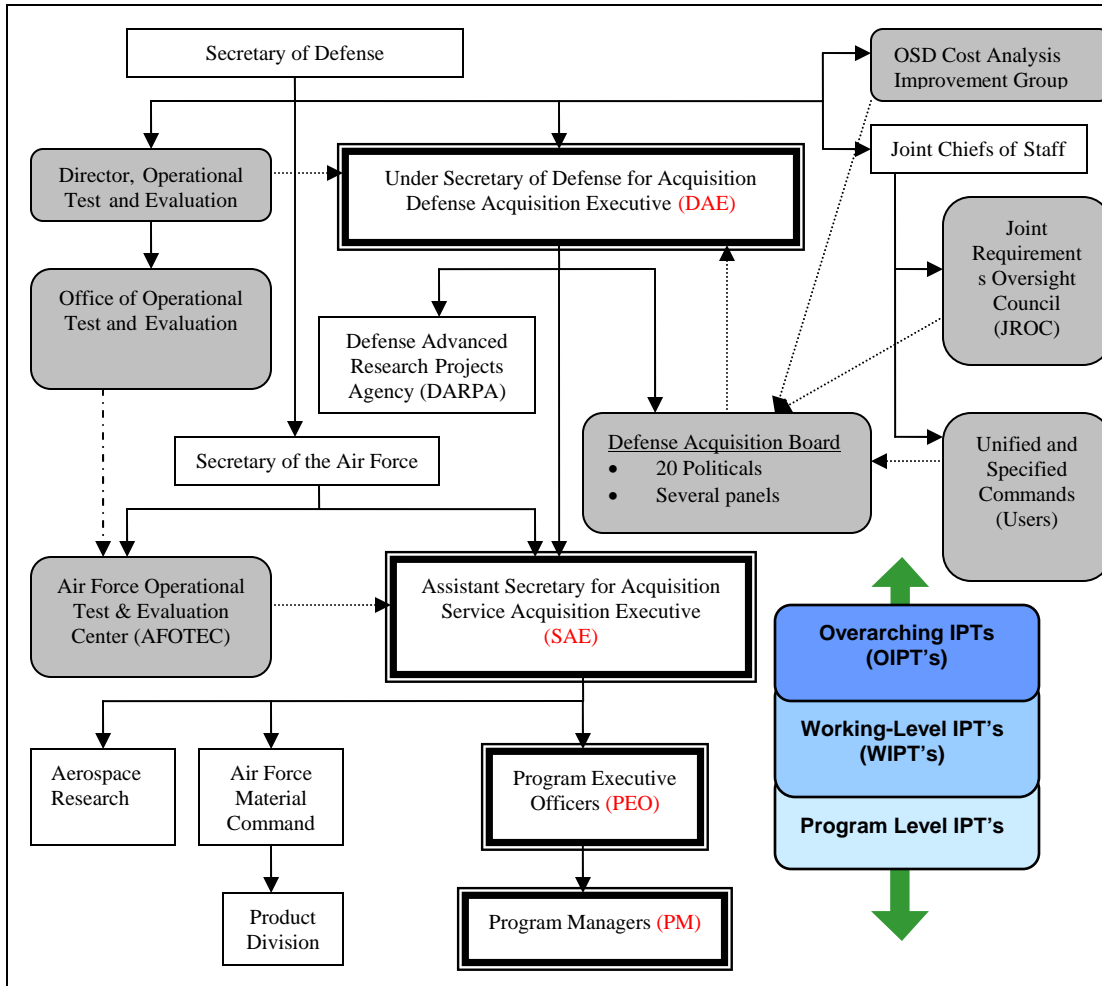 Secretary of Defense
OSD Cost Analysis
Improvement Group
Joint Chiefs of Staff
Director, Operational
Test and Evaluation
Under Secretary of Defense for Acquisition
Defense Acquisition Executive (DAE)
Joint
Requirement
s Oversight
Council
(JROC)
Office of Operational
Test and Evaluation
Defense Advanced
Research Projects
Agency (DARPA)
Defense Acquisition Board
• 20 Politicals
• Several panels
Unified and
Specified
Commands
(Users)
Secretary of the Air Force
Air Force Operational
Test & Evaluation
Center (AFOTEC)
Assistant Secretary for Acquisition
Service Acquisition Executive
(SAE)
Overarching IPTs
(OIPT's)
Working-Level IPT's
(WIPT's)
Program Level IPT's
Aerospace
Research
Air Force
Material
Command
Program Executive
Officers (PEO)
Product
Division
Program Managers (PM)